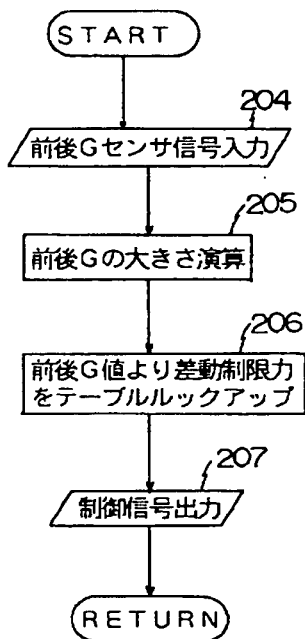 START
204
前後Gセンサ信号入力
205
前後Gの大きさ演算
206
前後G値より差動制限力
をテーブルルックアップ
207
制御信号出力
RETURN